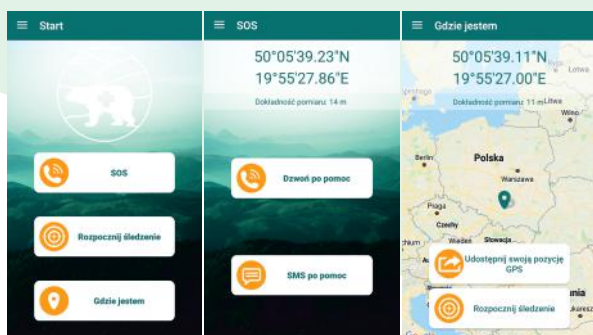 Start
SOS
Rozpocznij śledzenie
Gdzie jestem
SOS
50°05'39.23"N
19°55'27.86"E
Dokładność pomiaru: 14 m
Dzwoń po pomoc
SMS po pomoc
Gdzie jestem
50°05'39.11"N
19°55'27.00"E
Dokładność pomiaru: 11 m
Ryga
Łotwa
Litwa
Wilno
Berlin
Polska
Warszawa
Praga
Czechy
Wiedeń
Słowacja
Udostępnij swoją pozycję
GPS
Rozpocznij śledzenie